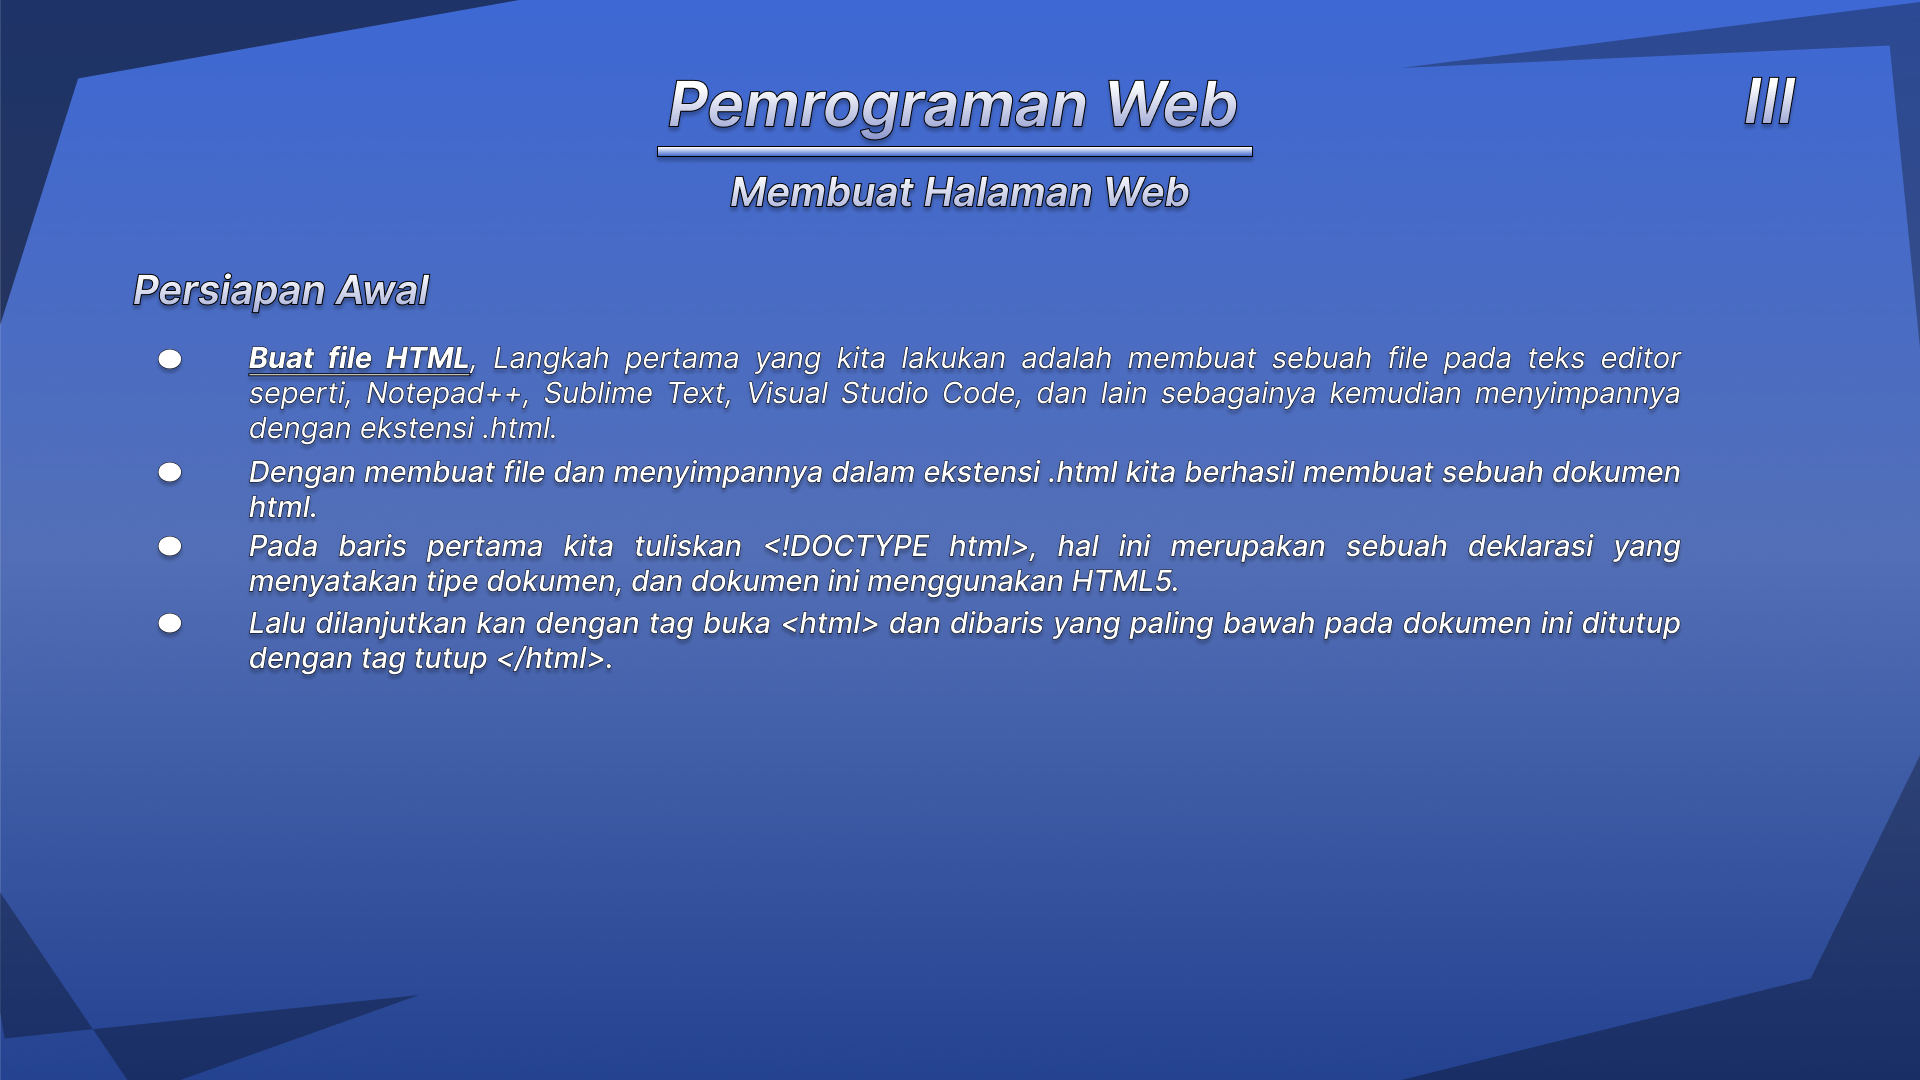 Pemrograman Web
III
Membuat Halaman Web
Persiapan Awal
Buat file HTML, Langkah pertama yang kita lakukan adalah membuat sebuah file pada teks editor
seperti, Notepad++, Sublime Text, Visual Studio Code, dan lain sebagainya kemudian menyimpannya
dengan ekstensi .html.
Dengan membuat file dan menyimpannya dalam ekstensi .html kita berhasil membuat sebuah dokumen
html.
Pada baris pertama kita tuliskan <!DOCTYPE html>, hal ini merupakan sebuah deklarasi yang
menyatakan tipe dokumen, dan dokumen ini menggunakan HTML5.
Lalu dilanjutkan kan dengan tag buka <html> dan dibaris yang paling bawah pada dokumen ini ditutup
dengan tag tutup </html>.